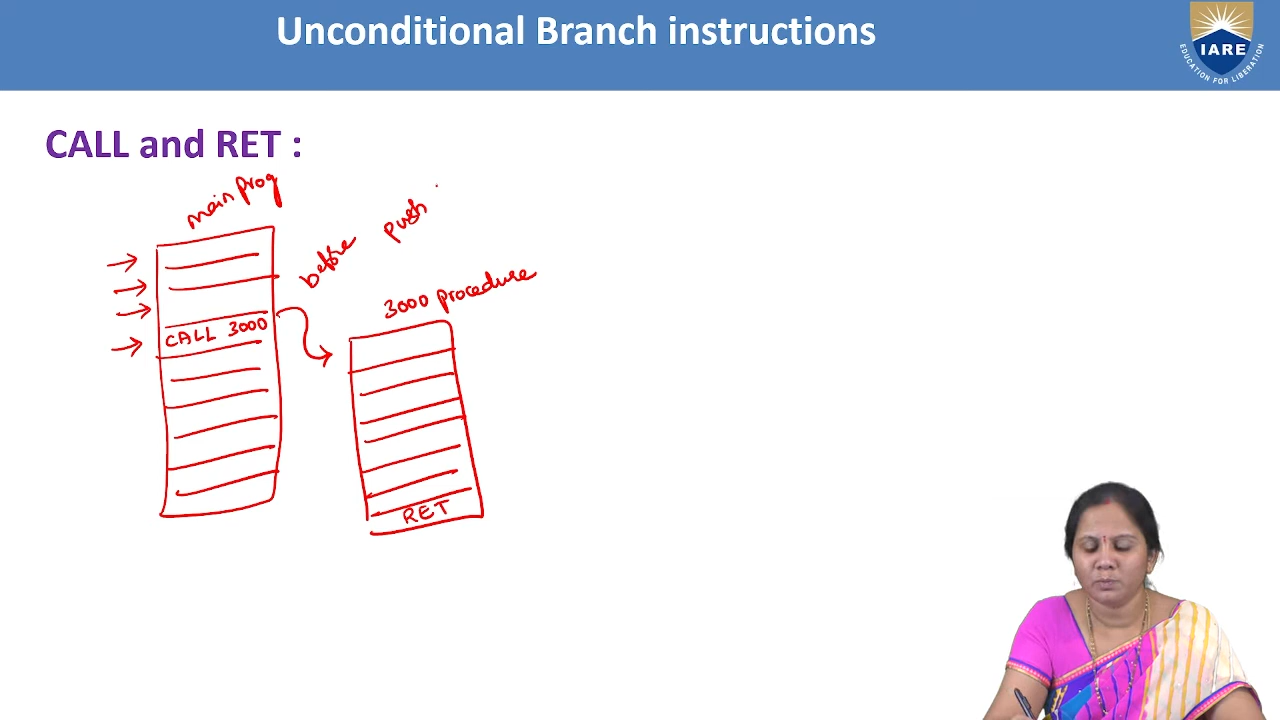 Unconditional Branch instructions
IARE
EDUCATION FOR LIBERATION
CALL and RET :
main prog
before push
3000 procedure
CALL 3000
RET